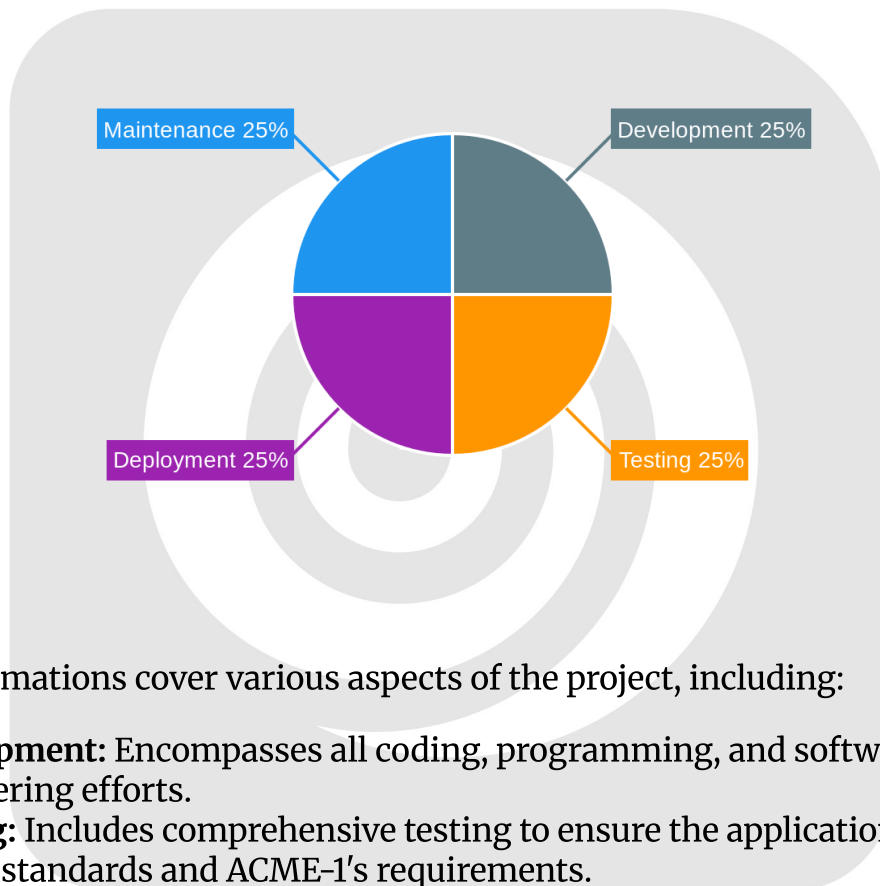 Maintenance 25%
Development 25%
Deployment 25%
Testing 25%
mations cover various aspects of the project, including:
pment: Encompasses all coding, programming, and softw
ering efforts.
g: Includes comprehensive testing to ensure the application
standards and ACME-1's requirements.